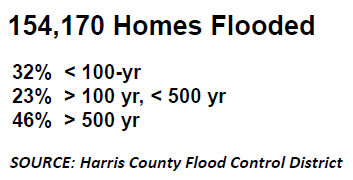 154,170 Homes Flooded
32% < 100-yr
23% > 100 yr, < 500 yr
46% > 500 yr
SOURCE: Harris County Flood Control District